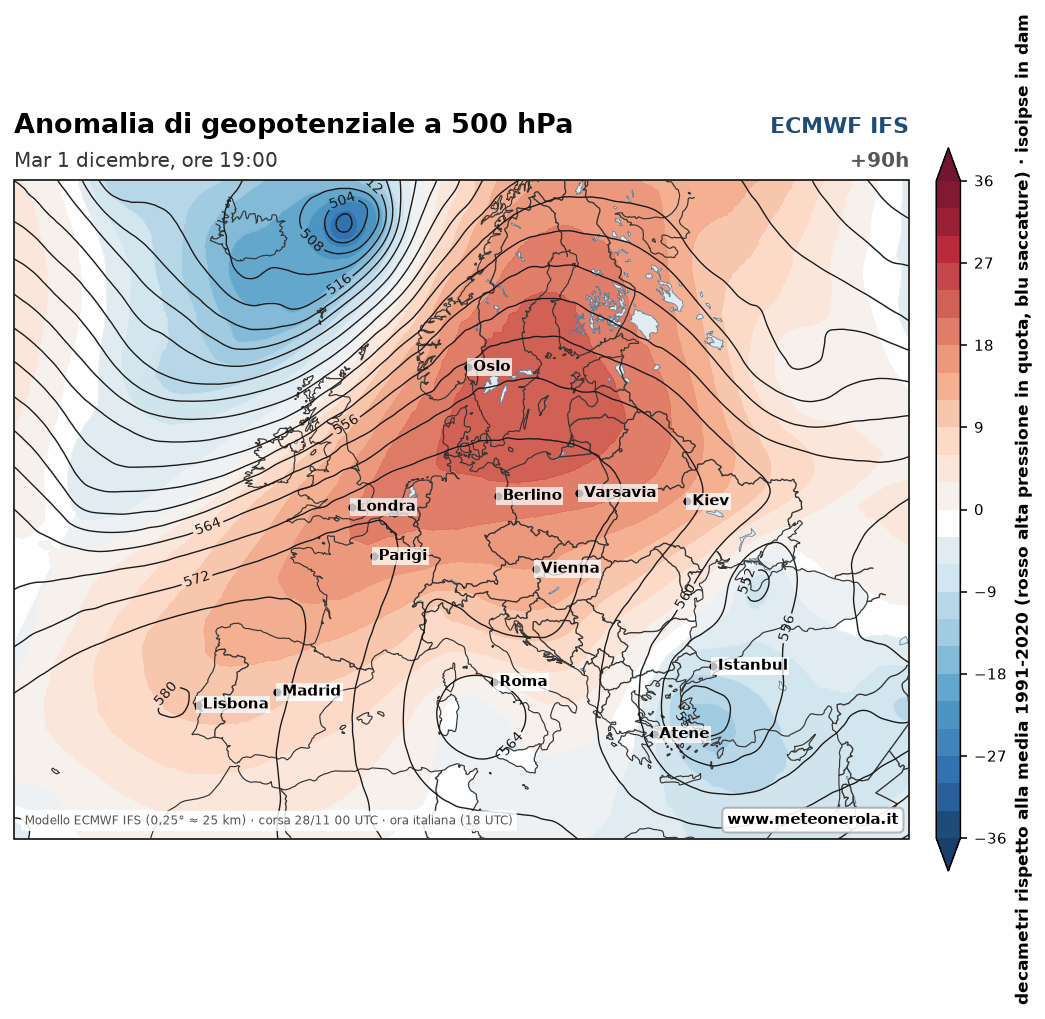 Anomalia di geopotenziale a 500 hPa
ECMWF IFS
Mar 1 dicembre, ore 19:00
+90h
504
508
516
556
564
572
580
Oslo
Londra
Berlino
Varsavia
Kiev
Parigi
Vienna
560
552
556
Istanbul
Roma
Madrid
Lisbona
564
Atene
Modello ECMWF IFS (0,25° ≈ 25 km) · corsa 28/11 00 UTC · ora italiana (18 UTC)
www.meteonerola.it
36
27
18
9
0
−9
−18
−27
−36
decametri rispetto alla media 1991-2020 (rosso alta pressione in quota, blu saccature) · isoipse in dam